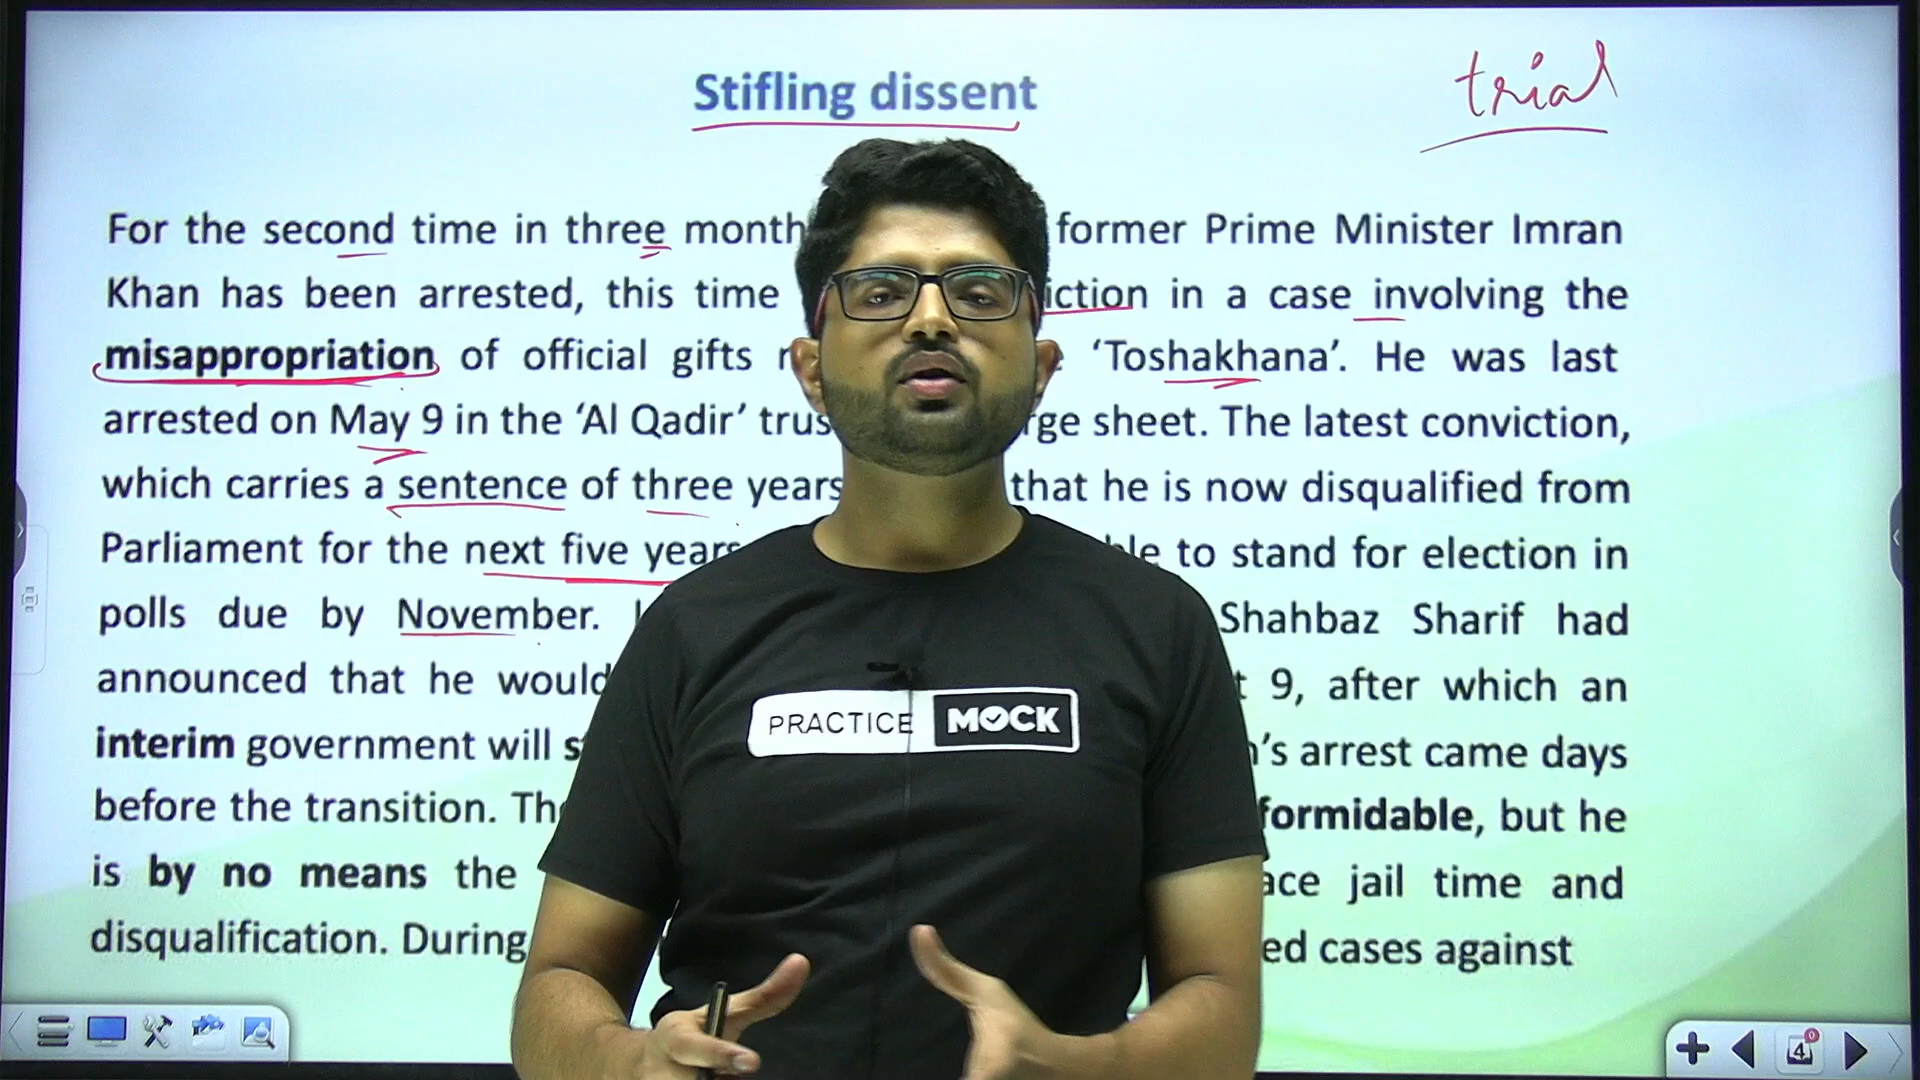 Stifling dissent
trial
For the second time in three month former Prime Minister Imran
Khan has been arrested, this time iction in a case involving the
misappropriation of official gifts r 'Toshakhana'. He was last
arrested on May 9 in the 'Al Qadir' trus rge sheet. The latest conviction,
which carries a sentence of three years that he is now disqualified from
Parliament for the next five years le to stand for election in
polls due by November. Shahbaz Sharif had
announced that he would t 9, after which an
interim government will s n's arrest came days
before the transition. The formidable, but he
is by no means the ace jail time and
disqualification. During ed cases against
PRACTICE MOCK
4
0